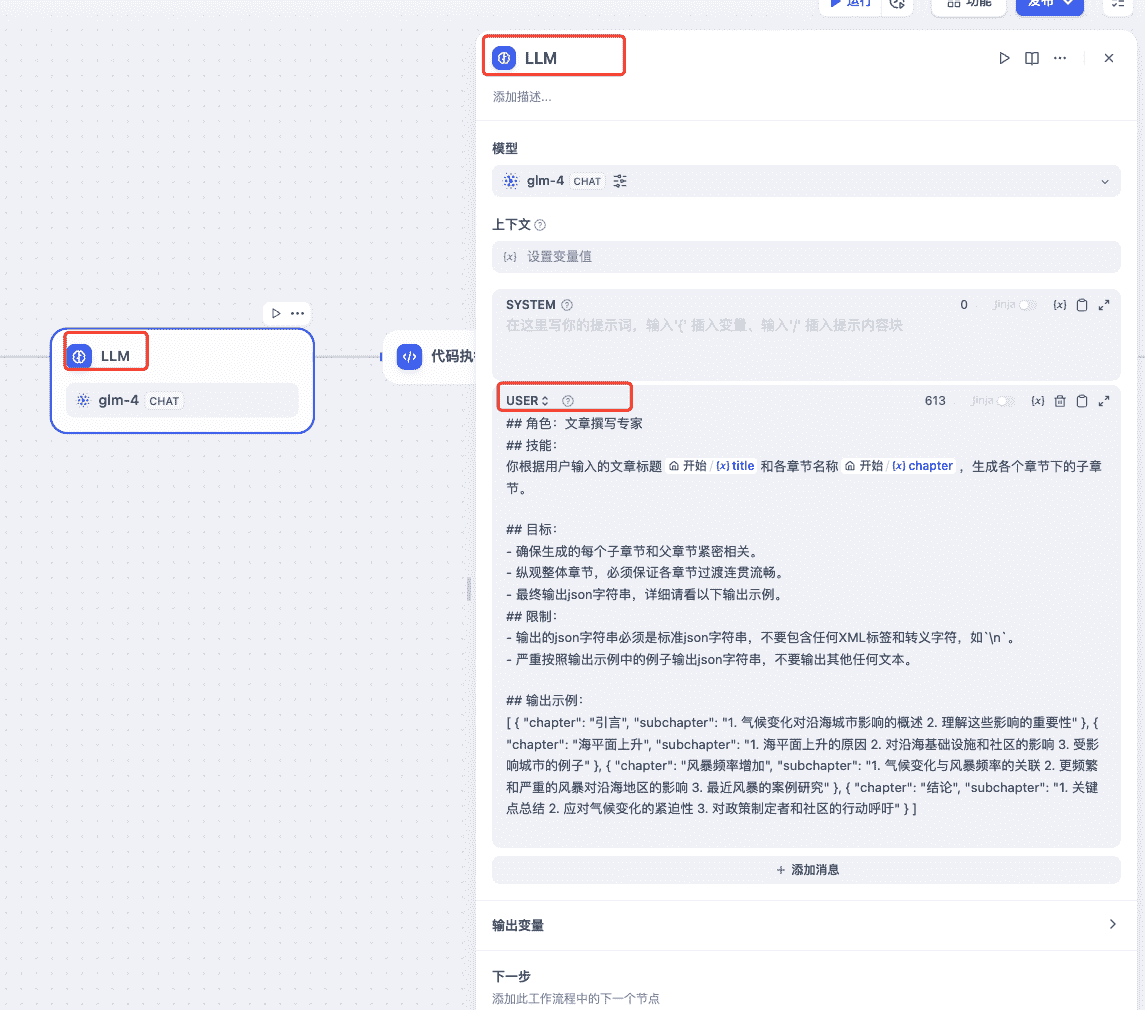 运行
功能
发布
LLM
添加描述...
模型
glm-4 CHAT
上下文
{x} 设置变量值
SYSTEM
0
Jinja
{x}
在这里写你的提示词，输入'{' 插入变量、输入'/' 插入提示内容块
LLM
glm-4 CHAT
代码执
USER
613
Jinja
{x}
## 角色：文章撰写专家
## 技能：
你根据用户输入的文章标题 开始 / {x} title 和各章节名称 开始 / {x} chapter ，生成各个章节下的子章
节。
## 目标：
- 确保生成的每个子章节和父章节紧密相关。
- 纵观整体章节，必须保证各章节过渡连贯流畅。
- 最终输出json字符串，详细请看以下输出示例。
## 限制：
- 输出的json字符串必须是标准json字符串，不要包含任何XML标签和转义字符，如`\n`。
- 严重按照输出示例中的例子输出json字符串，不要输出其他任何文本。
## 输出示例：
[ { "chapter": "引言", "subchapter": "1. 气候变化对沿海城市影响的概述 2. 理解这些影响的重要性" }, {
"chapter": "海平面上升", "subchapter": "1. 海平面上升的原因 2. 对沿海基础设施和社区的影响 3. 受影
响城市的例子" }, { "chapter": "风暴频率增加", "subchapter": "1. 气候变化与风暴频率的关联 2. 更频繁
和严重的风暴对沿海地区的影响 3. 最近风暴的案例研究" }, { "chapter": "结论", "subchapter": "1. 关键
点总结 2. 应对气候变化的紧迫性 3. 对政策制定者和社区的行动呼吁" } ]
+ 添加消息
输出变量
下一步
添加此工作流程中的下一个节点